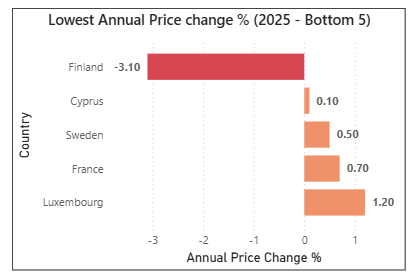 Lowest Annual Price change % (2025 - Bottom 5)
Finland -3.10
Cyprus 0.10
Sweden 0.50
France 0.70
Luxembourg 1.20
Country
-3 -2 -1 0 1
Annual Price Change %